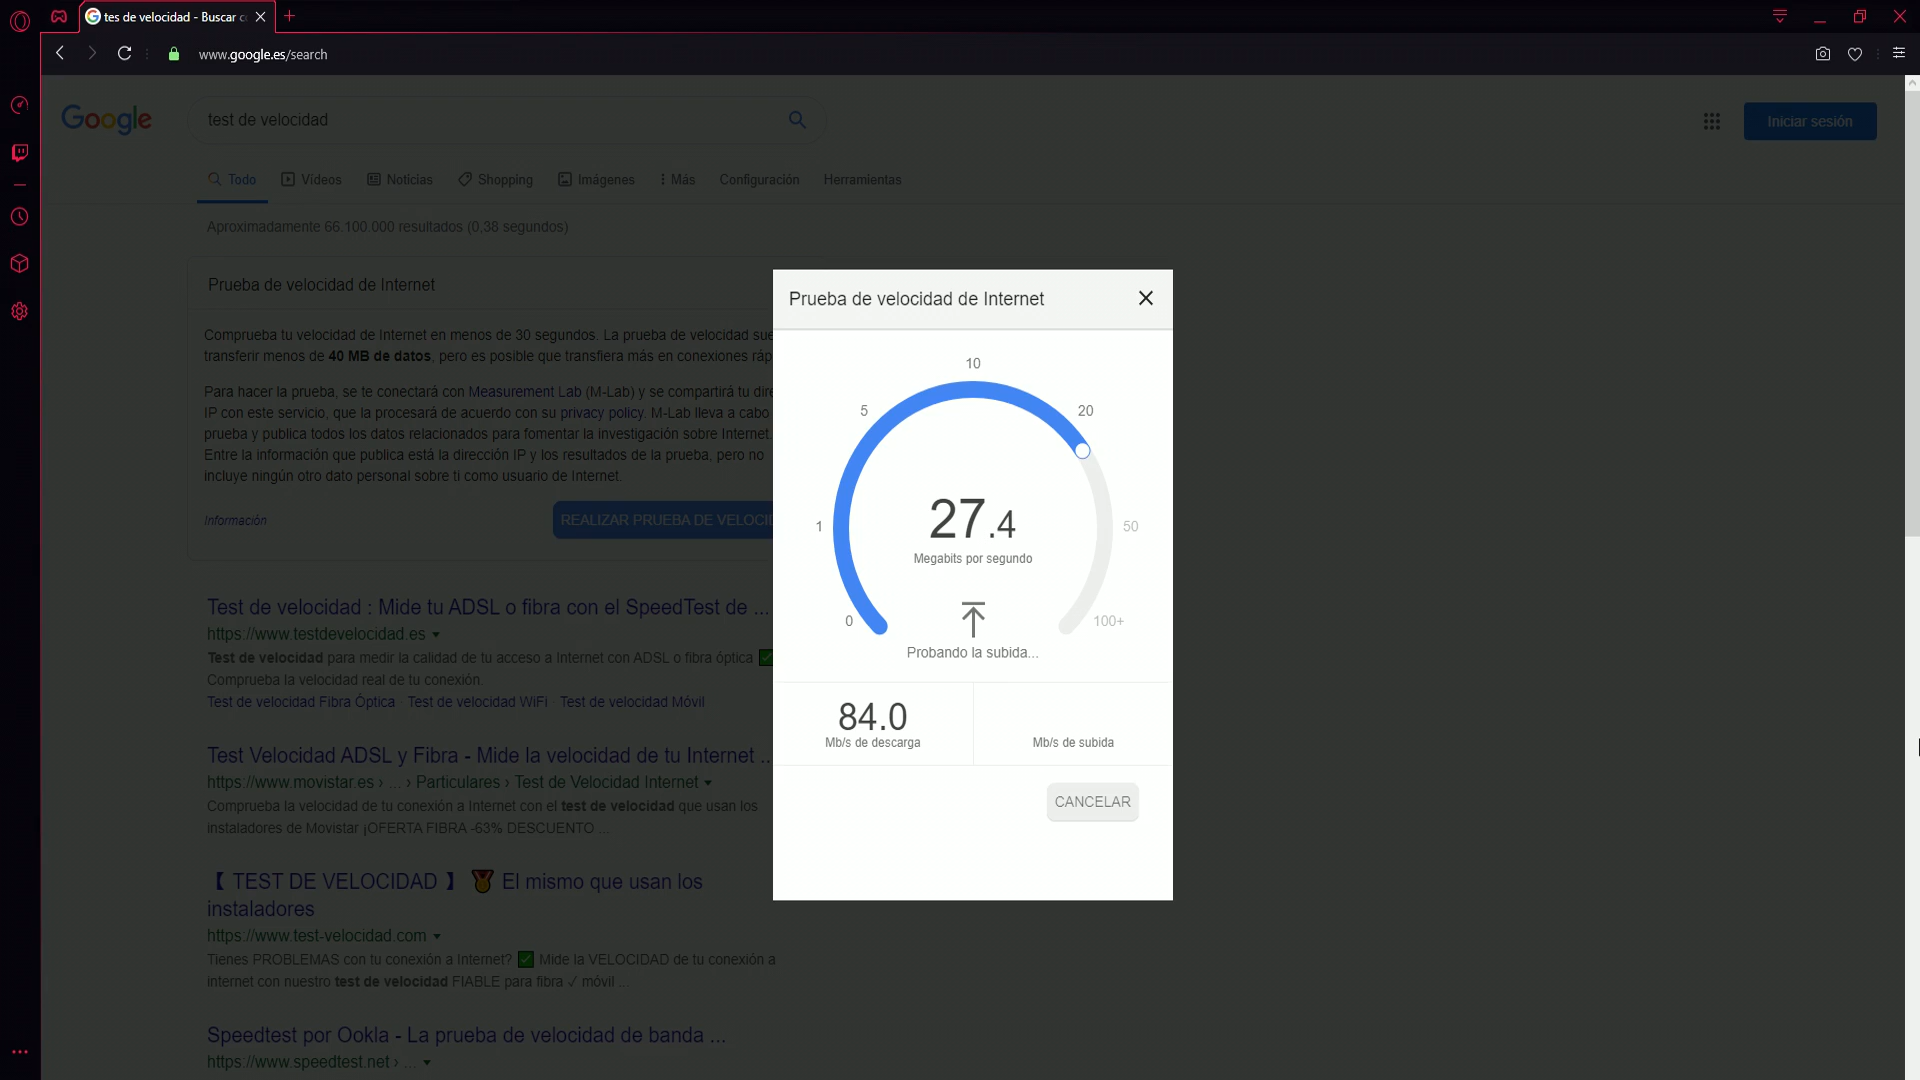 tes de velocidad - Buscar c
www.google.es/search
Google
test de velocidad
Iniciar sesión
Todo
Vídeos
Noticias
Shopping
Imágenes
Más
Configuración
Herramientas
Aproximadamente 66.100.000 resultados (0,38 segundos)
Prueba de velocidad de Internet
Comprueba tu velocidad de Internet en menos de 30 segundos. La prueba de velocidad sue
transferir menos de 40 MB de datos, pero es posible que transfiera más en conexiones ráp
Para hacer la prueba, se te conectará con Measurement Lab (M-Lab) y se compartirá tu dire
IP con este servicio, que la procesará de acuerdo con su privacy policy. M-Lab lleva a cabo
prueba y publica todos los datos relacionados para fomentar la investigación sobre Internet.
Entre la información que publica está la dirección IP y los resultados de la prueba, pero no
incluye ningún otro dato personal sobre ti como usuario de Internet.
Información
REALIZAR PRUEBA DE VELOCID
Test de velocidad : Mide tu ADSL o fibra con el SpeedTest de ...
https://www.testdevelocidad.es
Test de velocidad para medir la calidad de tu acceso a Internet con ADSL o fibra óptica ✅
Comprueba la velocidad real de tu conexión.
Test de velocidad Fibra Óptica · Test de velocidad WiFi · Test de velocidad Móvil
Test Velocidad ADSL y Fibra - Mide la velocidad de tu Internet ...
https://www.movistar.es › ... › Particulares › Test de Velocidad Internet
Comprueba la velocidad de tu conexión a Internet con el test de velocidad que usan los
instaladores de Movistar ¡OFERTA FIBRA -63% DESCUENTO ...
【 TEST DE VELOCIDAD 】 🏅 El mismo que usan los
instaladores
https://www.test-velocidad.com
Tienes PROBLEMAS con tu conexión a Internet? ✅ Mide la VELOCIDAD de tu conexión a
internet con nuestro test de velocidad FIABLE para fibra ✓ móvil ...
Speedtest por Ookla - La prueba de velocidad de banda ...
https://www.speedtest.net › ...
Prueba de velocidad de Internet
10
5
20
1
50
0
100+
27.4
Megabits por segundo
Probando la subida...
84.0
Mb/s de descarga
Mb/s de subida
CANCELAR